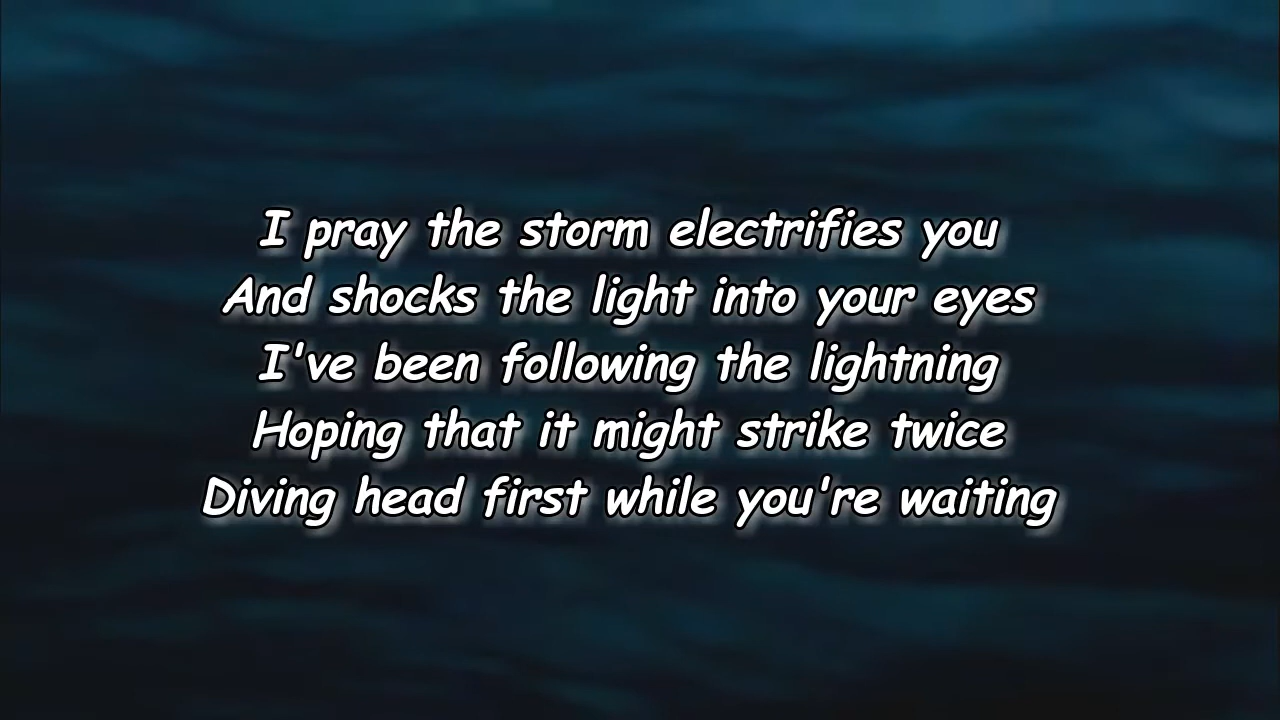 I pray the storm electrifies you
And shocks the light into your eyes
I've been following the lightning
Hoping that it might strike twice
Diving head first while you're waiting